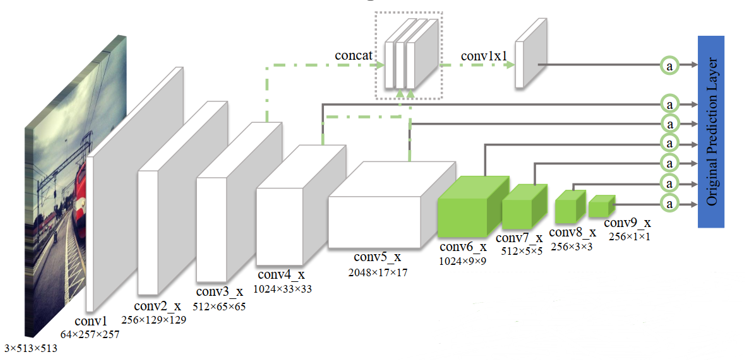 concat
conv1x1
a
a
a
a
a
a
a
Original Prediction Layer
conv9_x
256×1×1
conv8_x
256×3×3
conv7_x
512×5×5
conv6_x
1024×9×9
conv5_x
2048×17×17
conv4_x
1024×33×33
conv3_x
512×65×65
conv2_x
256×129×129
conv1
64×257×257
3×513×513